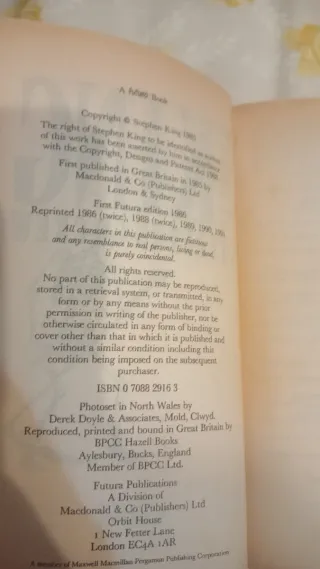 A Futura Book
Copyright © Stephen King 1985
The right of Stephen King to be identified as author
of this work has been asserted by him in accordance
with the Copyright, Designs and Patents Act 1988
First published in Great Britain in 1985 by
Macdonald & Co (Publishers) Ltd
London & Sydney
First Futura edition 1986
Reprinted 1986 (twice), 1988 (twice), 1989, 1990, 1991
All characters in this publication are fictitious
and any resemblance to real persons, living or dead,
is purely coincidental.
All rights reserved.
No part of this publication may be reproduced,
stored in a retrieval system, or transmitted, in any
form or by any means without the prior
permission in writing of the publisher, nor be
otherwise circulated in any form of binding or
cover other than that in which it is published and
without a similar condition including this
condition being imposed on the subsequent
purchaser.
ISBN 0 7088 2916 3
Photoset in North Wales by
Derek Doyle & Associates, Mold, Clwyd.
Reproduced, printed and bound in Great Britain by
BPCC Hazell Books
Aylesbury, Bucks, England
Member of BPCC Ltd.
Futura Publications
A Division of
Macdonald & Co (Publishers) Ltd
Orbit House
1 New Fetter Lane
London EC4A 1AR
A member of Maxwell Macmillan Pergamon Publishing Corporation